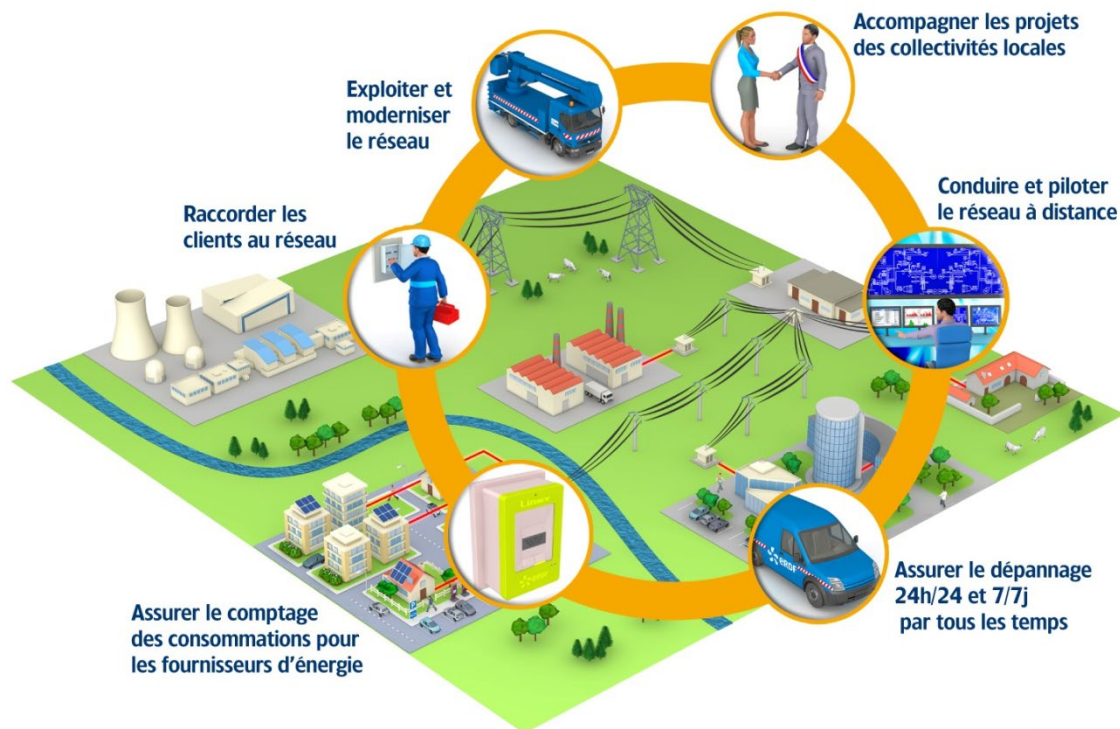 Accompagner les projets
des collectivités locales
Exploiter et
moderniser
le réseau
Conduire et piloter
le réseau à distance
Raccorder les
clients au réseau
Linky
eRDF
Assurer le dépannage
24h/24 et 7/7j
par tous les temps
Assurer le comptage
des consommations pour
les fournisseurs d'énergie